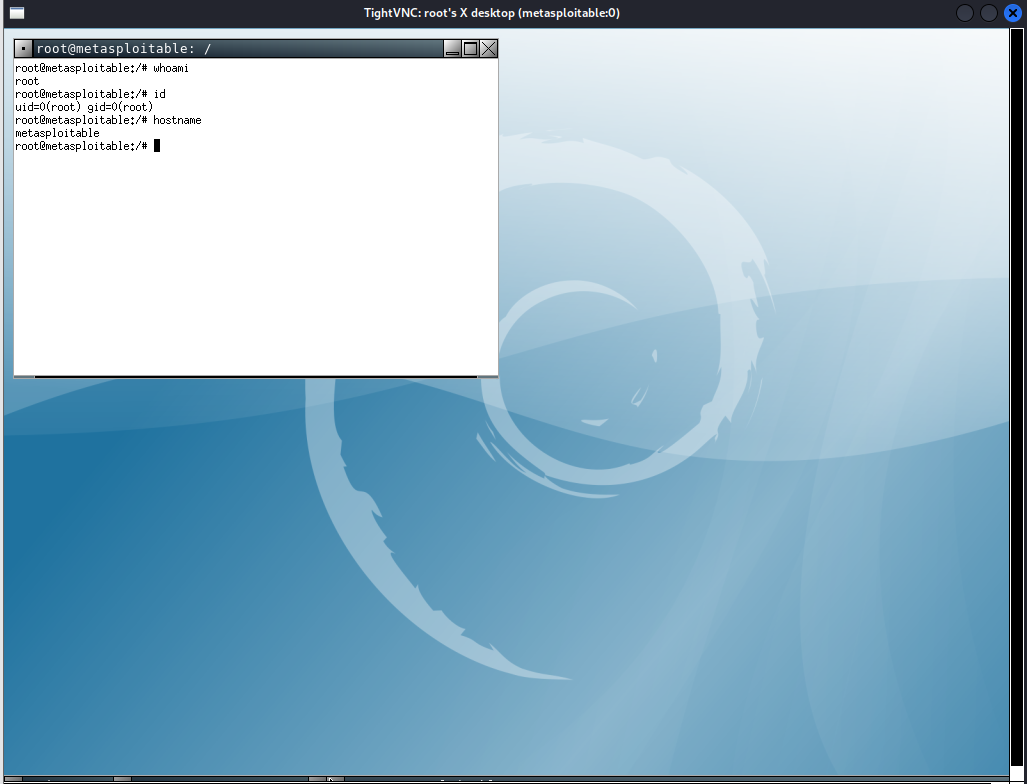 TightVNC: root's X desktop (metasploitable:0)
root@metasploitable: /
root@metasploitable:/# whoami
root
root@metasploitable:/# id
uid=0(root) gid=0(root)
root@metasploitable:/# hostname
metasploitable
root@metasploitable:/#